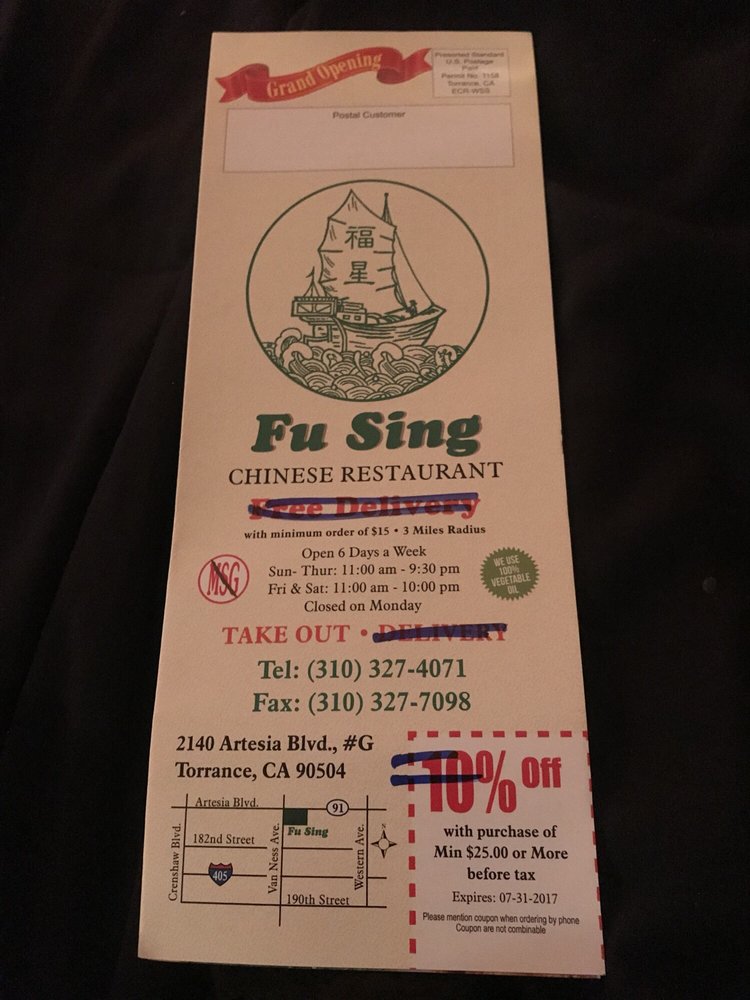 Grand Opening
Presorted Standard
U.S. Postage
Paid
Permit No. 1158
Torrance, CA
ECR-WSS
Postal Customer
福
星
Fu Sing
CHINESE RESTAURANT
Free Delivery
with minimum order of $15 • 3 Miles Radius
Open 6 Days a Week
Sun- Thur: 11:00 am - 9:30 pm
Fri & Sat: 11:00 am - 10:00 pm
Closed on Monday
MSG
WE USE
100%
VEGETABLE
OIL
TAKE OUT • DELIVERY
Tel: (310) 327-4071
Fax: (310) 327-7098
2140 Artesia Blvd., #G
Torrance, CA 90504
Artesia Blvd.
91
Fu Sing
182nd Street
405
190th Street
Crenshaw Blvd.
Van Ness Ave.
Western Ave.
N
10% Off
with purchase of
Min $25.00 or More
before tax
Expires: 07-31-2017
Please mention coupon when ordering by phone
Coupon are not combinable